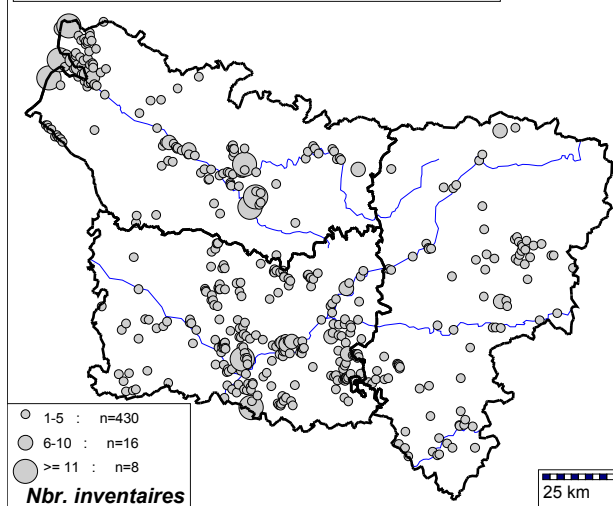 1-5 : n=430
6-10 : n=16
>= 11 : n=8
Nbr. inventaires
25 km